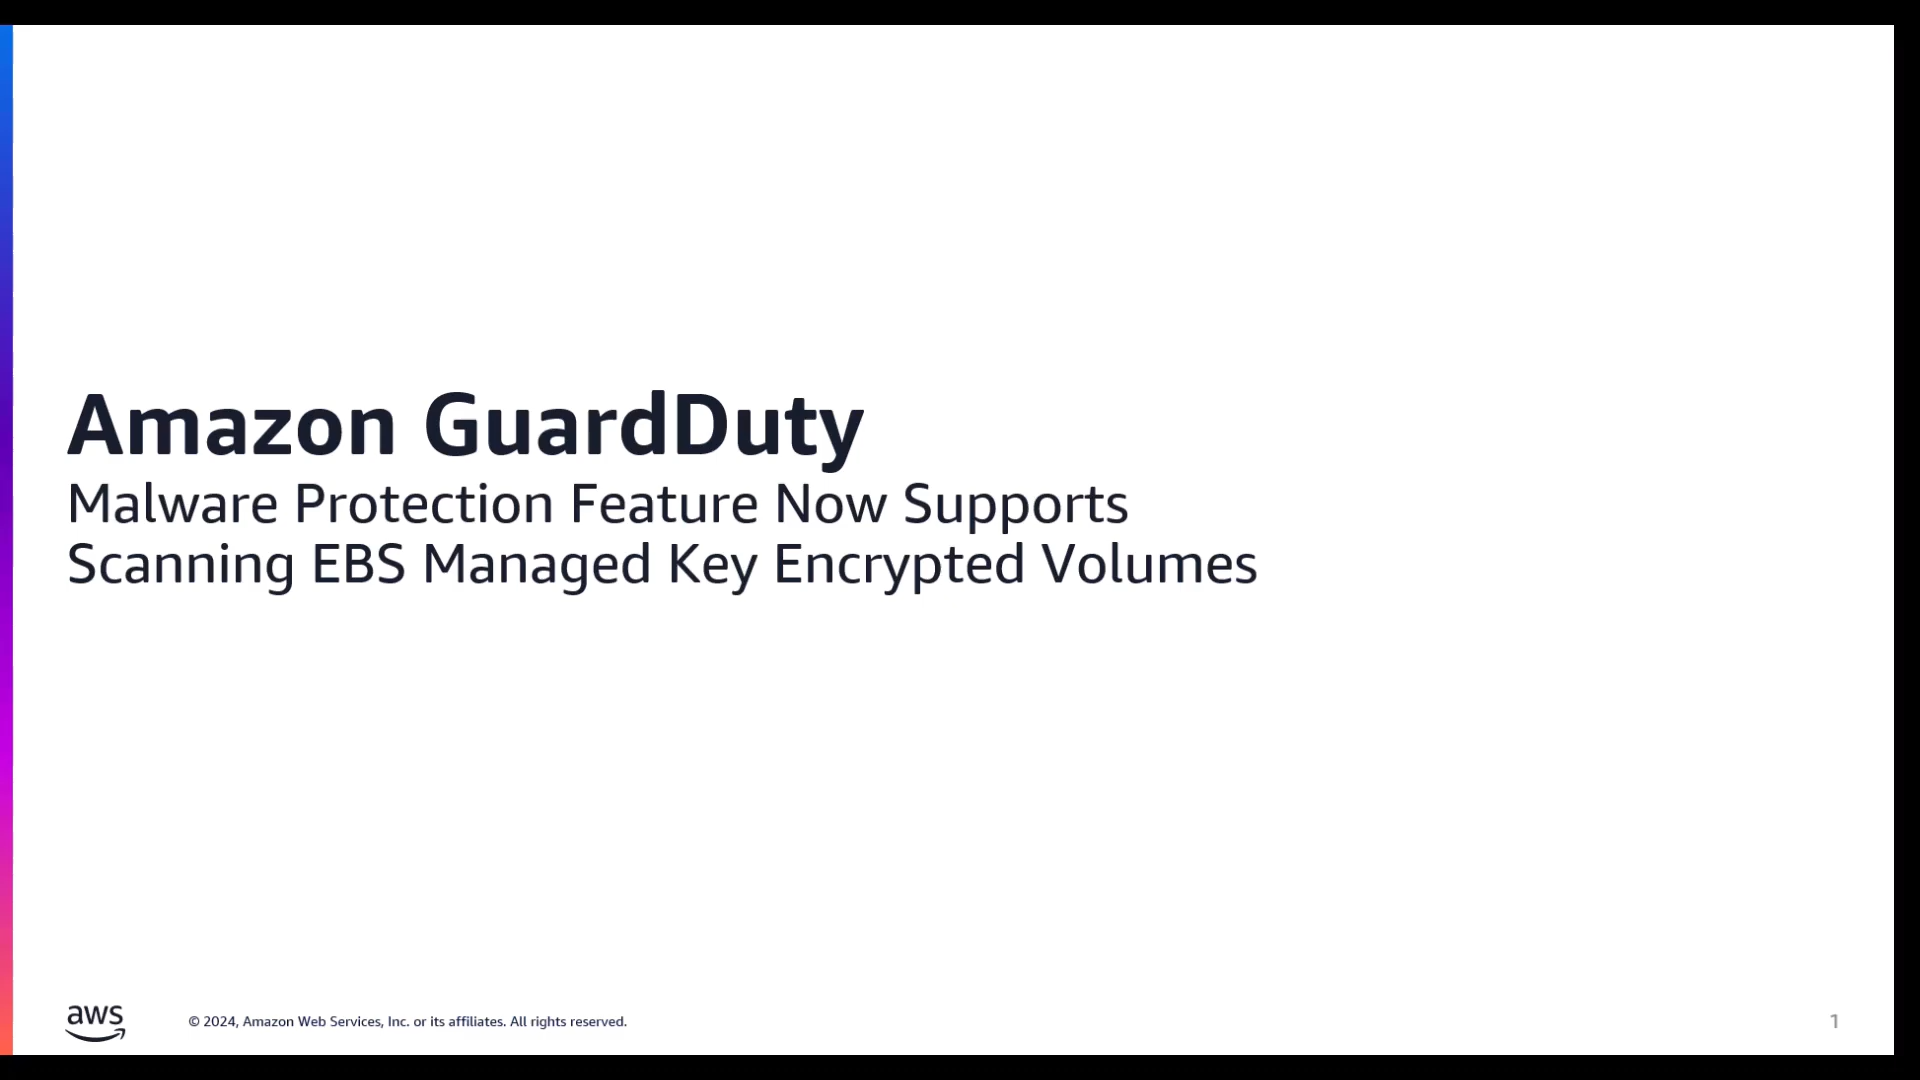 Amazon GuardDuty
Malware Protection Feature Now Supports
Scanning EBS Managed Key Encrypted Volumes
aws
© 2024, Amazon Web Services, Inc. or its affiliates. All rights reserved.
1